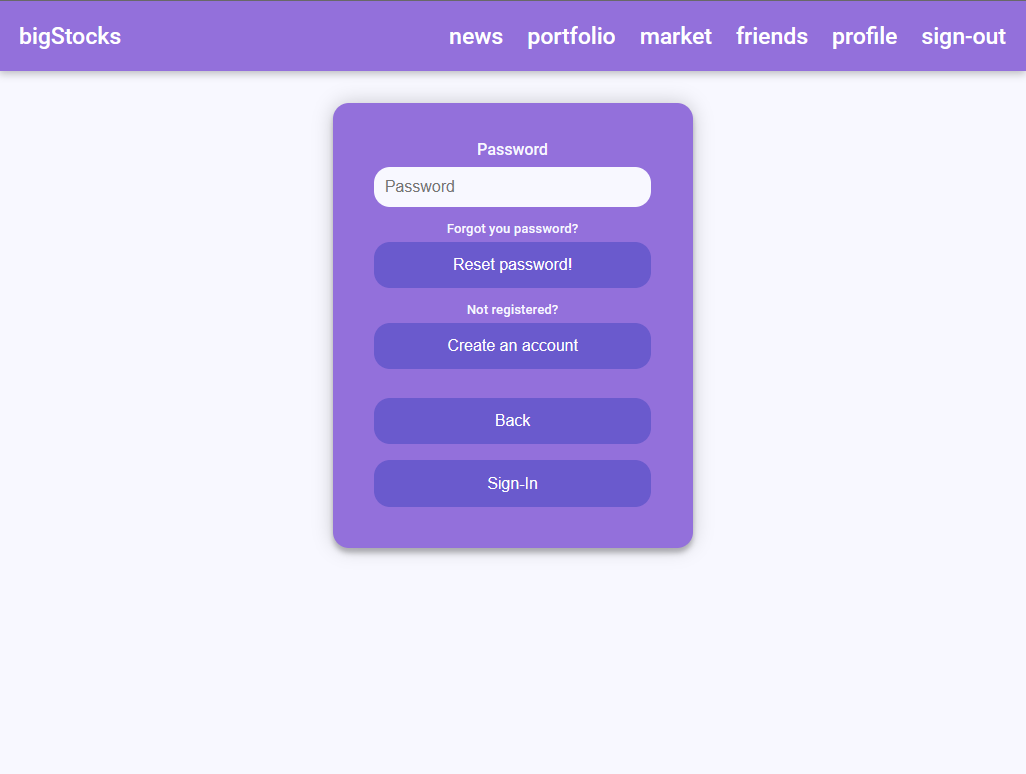 bigStocks news portfolio market friends profile sign-out
Password
Password
Forgot you password?
Reset password!
Not registered?
Create an account
Back
Sign-In